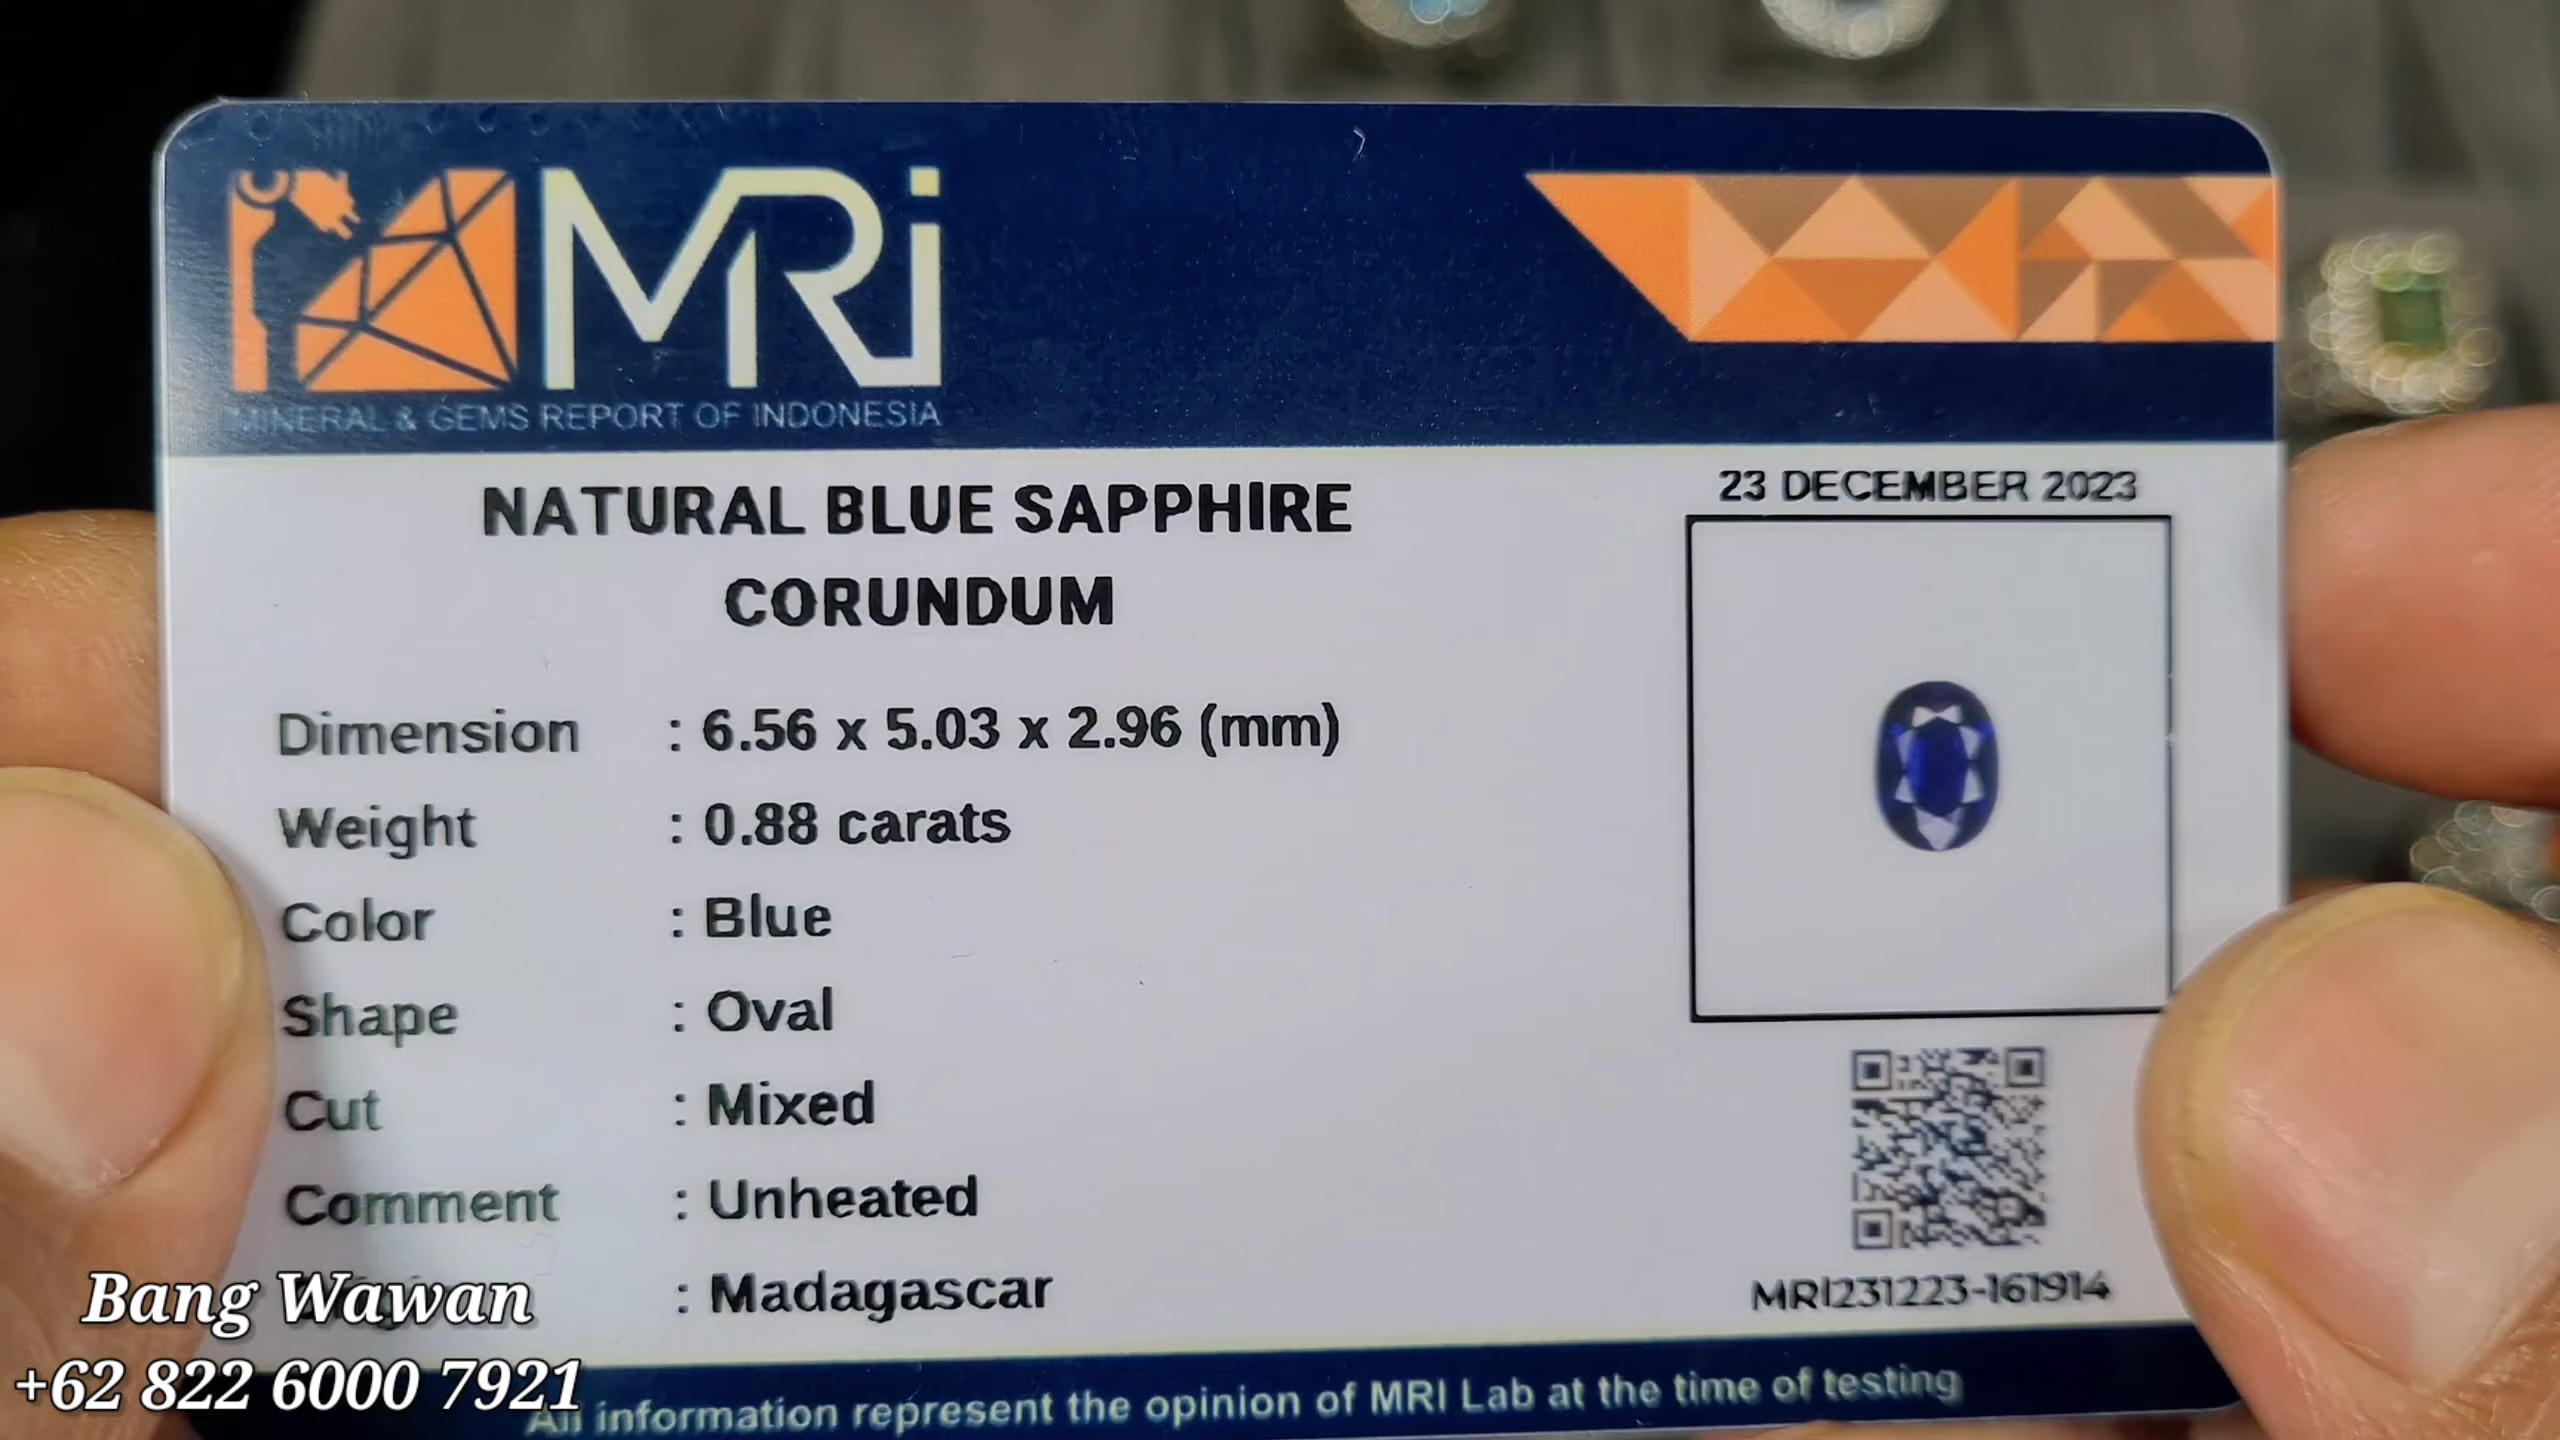 MRi
MINERAL & GEMS REPORT OF INDONESIA
NATURAL BLUE SAPPHIRE
CORUNDUM
23 DECEMBER 2023
Dimension : 6.56 x 5.03 x 2.96 (mm)
Weight : 0.88 carats
Color : Blue
Shape : Oval
Cut : Mixed
Comment : Unheated
: Madagascar
MRI231223-161914
Bang Wawan
+62 822 6000 7921
All information represent the opinion of MRI Lab at the time of testing